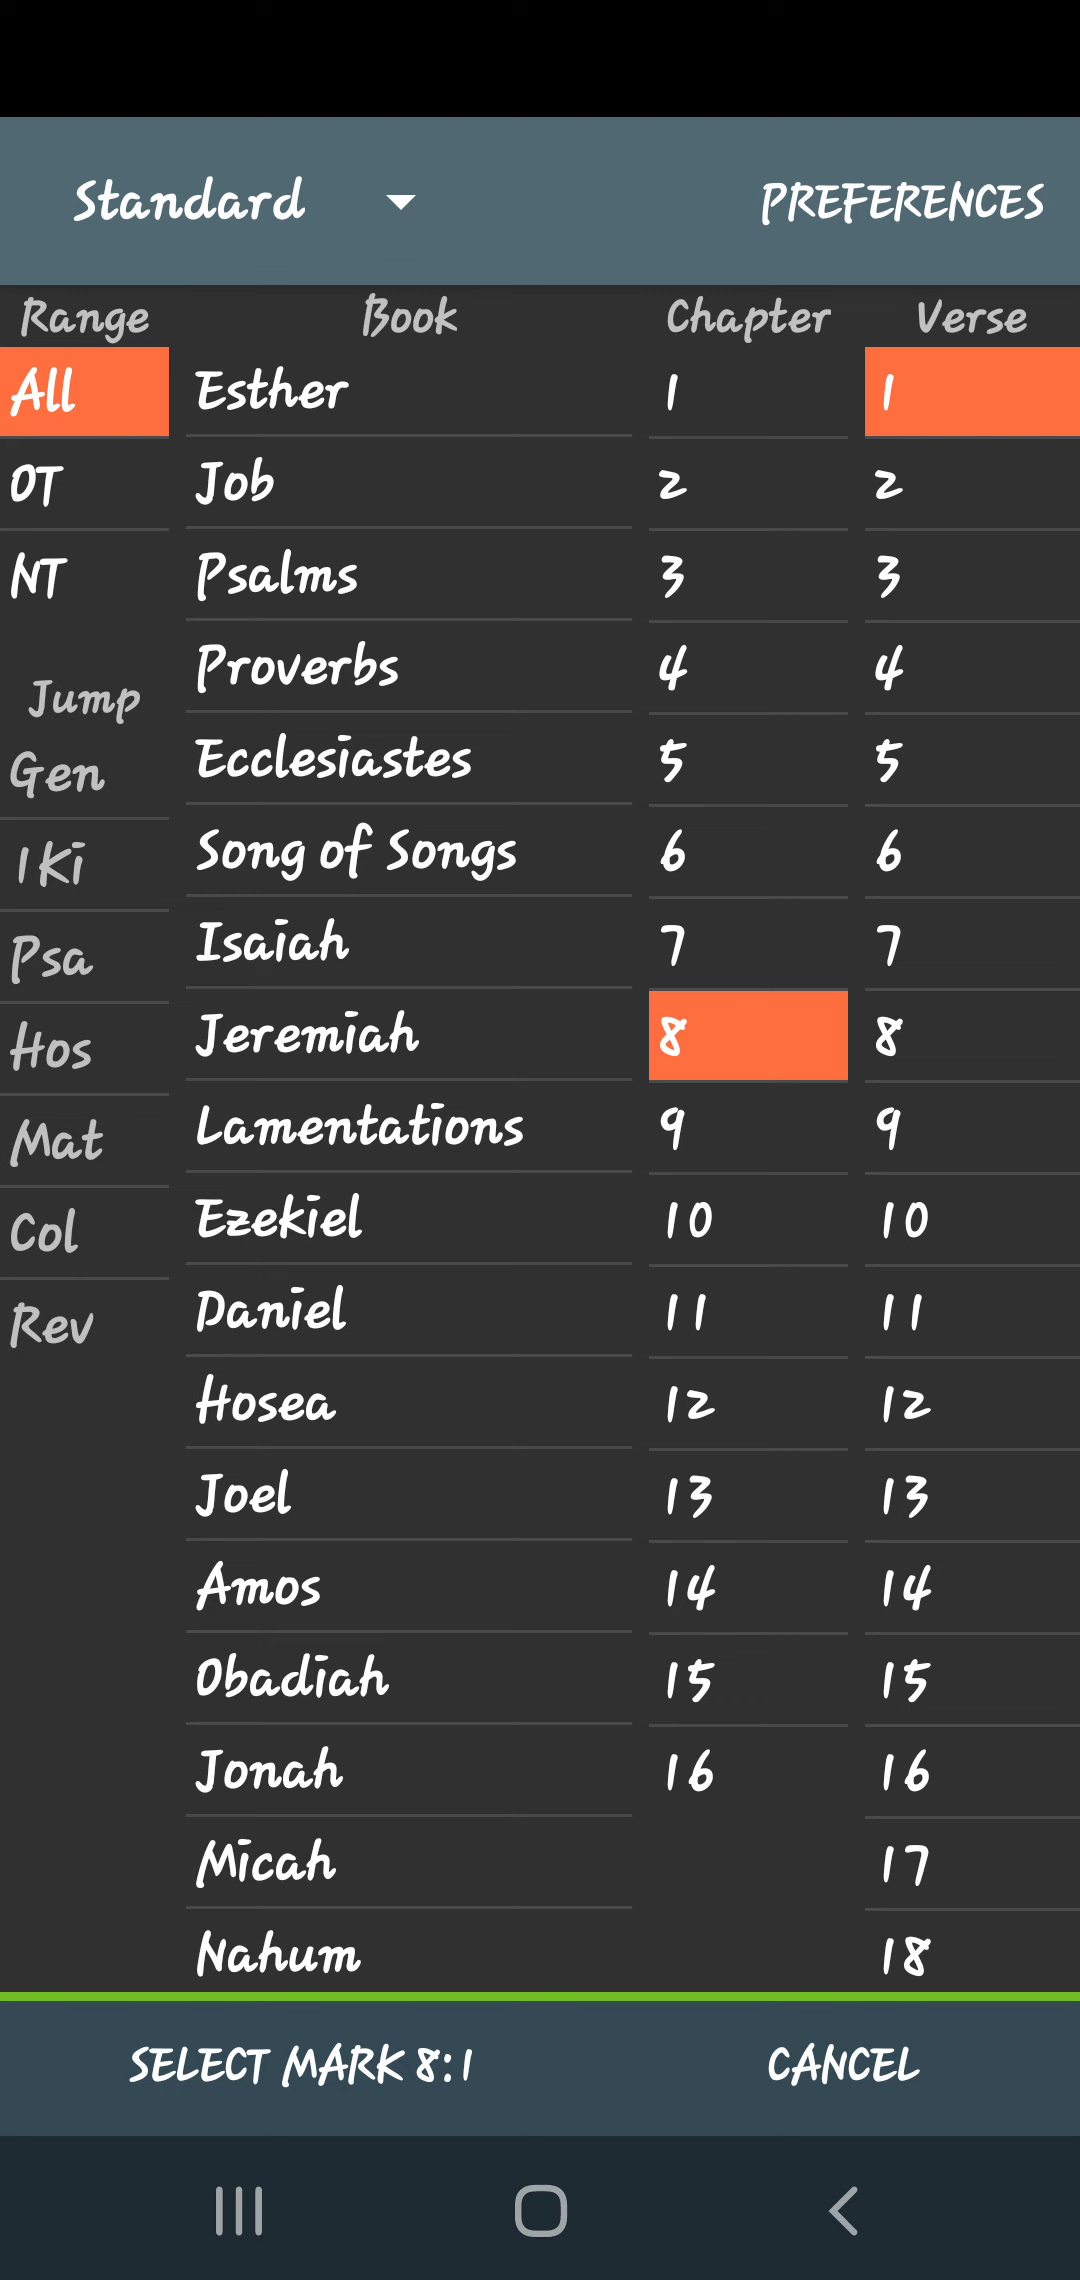 Standard
PREFERENCES
Range Book Chapter Verse
All Esther 1 1
OT Job 2 2
NT Psalms 3 3
Proverbs 4 4
Jump
Gen Ecclesiastes 5 5
1Ki Song of Songs 6 6
Psa Isaiah 7 7
Hos Jeremiah 8 8
Mat Lamentations 9 9
Col Ezekiel 10 10
Rev Daniel 11 11
Hosea 12 12
Joel 13 13
Amos 14 14
Obadiah 15 15
Jonah 16 16
Micah 17
Nahum 18
SELECT MARK 8:1
CANCEL